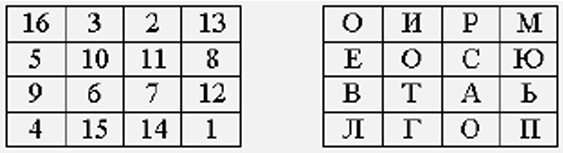 16 3 2 13 О И Р М
5 10 11 8 Е О С Ю
9 6 7 12 В Т А Ь
4 15 14 1 Л Г О П